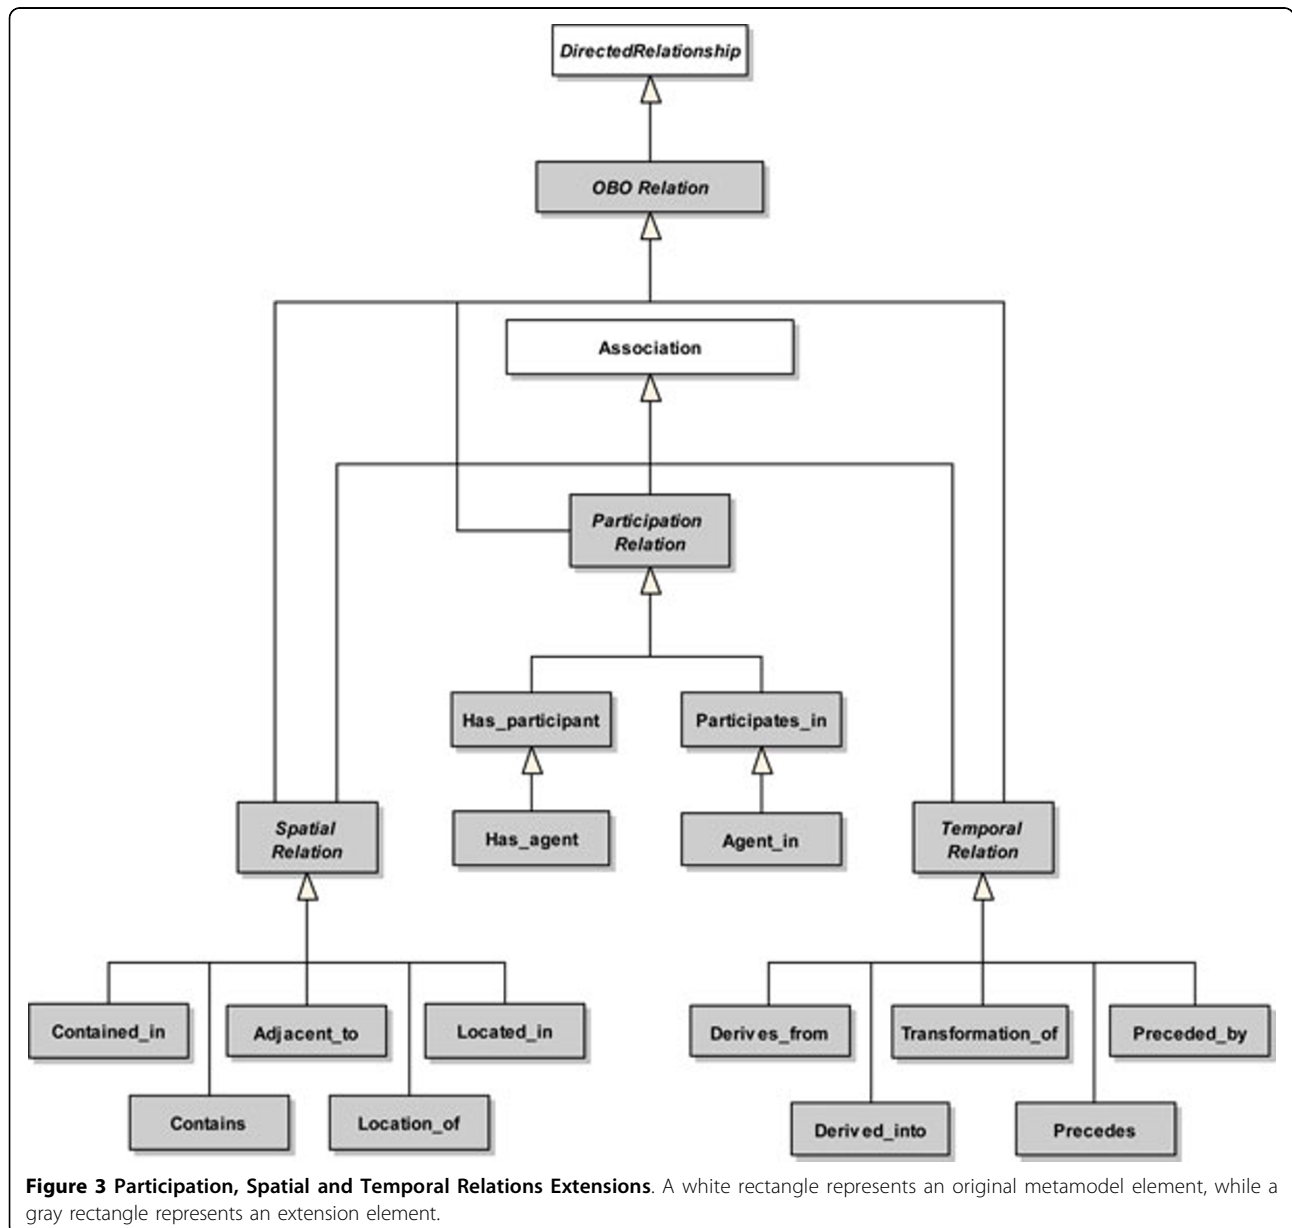 DirectedRelationship
OBO Relation
Association
Participation
Relation
Has_participant
Participates_in
Has_agent
Agent_in
Spatial
Relation
Temporal
Relation
Contained_in
Adjacent_to
Located_in
Contains
Location_of
Derives_from
Transformation_of
Preceded_by
Derived_into
Precedes
Figure 3 Participation, Spatial and Temporal Relations Extensions. A white rectangle represents an original metamodel element, while a
gray rectangle represents an extension element.